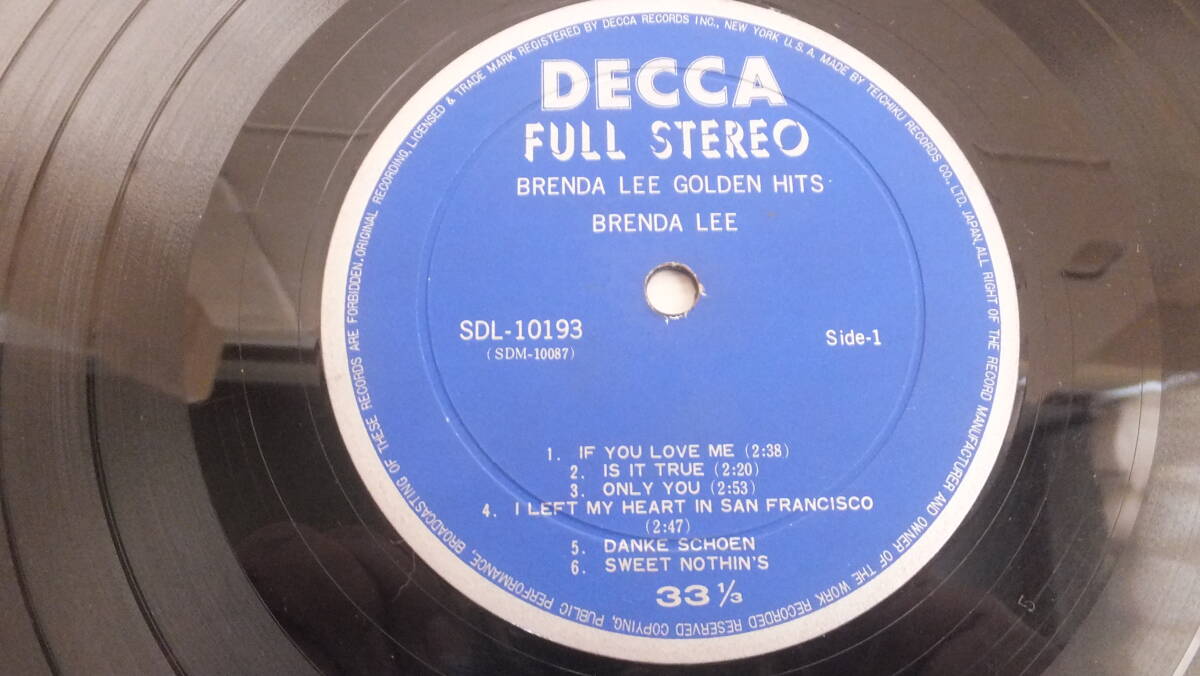 DECCA
FULL STEREO
BRENDA LEE GOLDEN HITS
BRENDA LEE
SDL-10193
(SDM-10087)
Side-1
1. IF YOU LOVE ME (2:38)
2. IS IT TRUE (2:20)
3. ONLY YOU (2:53)
4. I LEFT MY HEART IN SAN FRANCISCO
(2:47)
5. DANKE SCHOEN
6. SWEET NOTHIN'S
33 1/3
TRADE MARK REGISTERED BY DECCA RECORDS INC., NEW YORK U.S.A. MADE BY TEICHIKU RECORDS CO., LTD. JAPAN, ALL RIGHT OF THE RECORD MANUFACTURER AND OWNER OF THE WORK RECORDED RESERVED COPYING, PUBLIC PERFORMANCE, BROADCASTING OF THESE RECORDS ARE FORBIDDEN. ORIGINAL RECORDING, LICENSED &
5